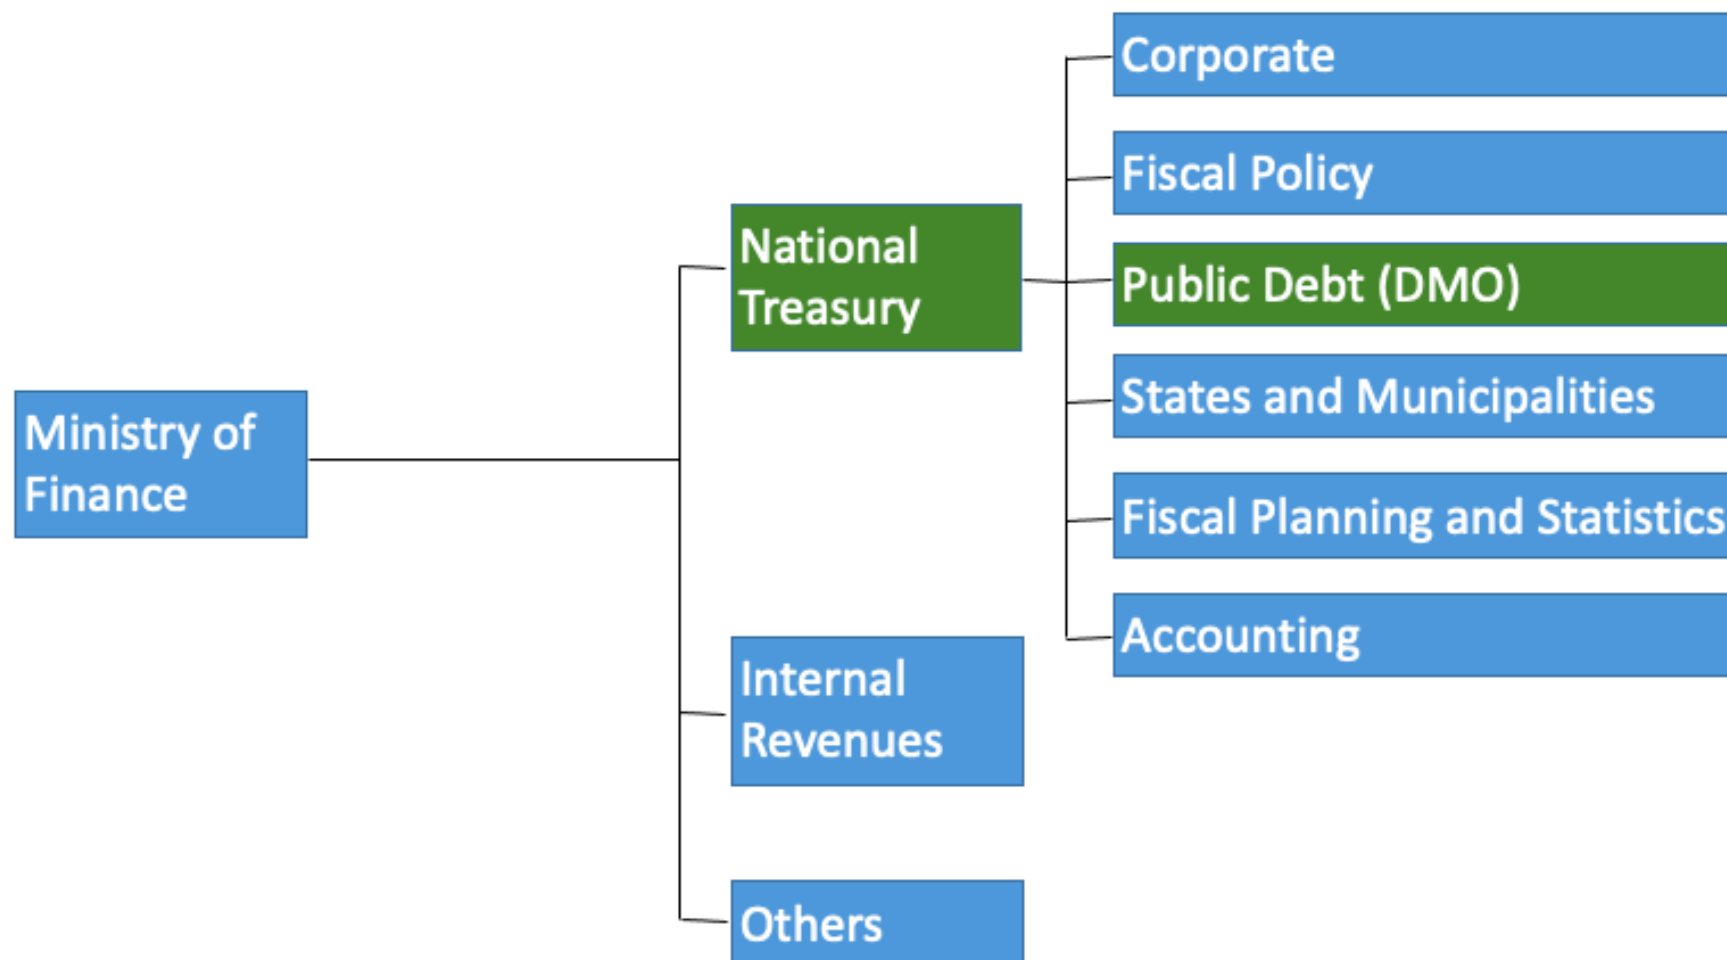 Corporate
Fiscal Policy
National
Treasury
Public Debt (DMO)
States and Municipalities
Ministry of
Finance
Fiscal Planning and Statistics
Accounting
Internal
Revenues
Others